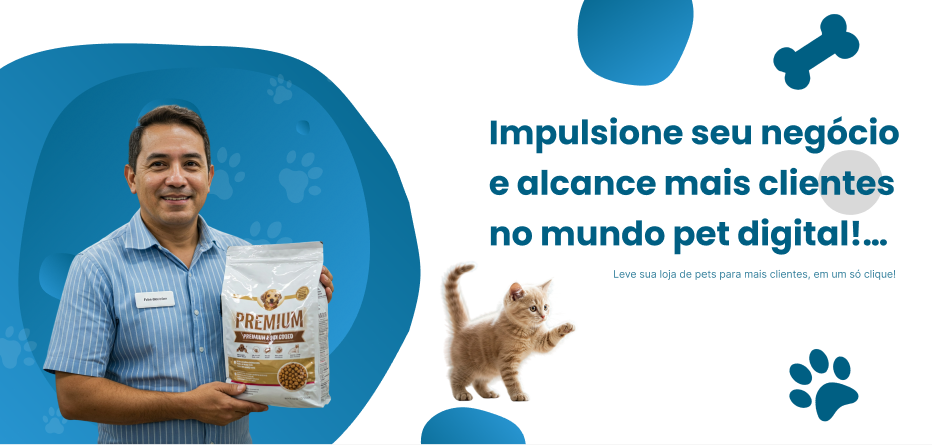 Impulsione seu negócio
e alcance mais clientes
no mundo pet digital!...
Leve sua loja de pets para mais clientes, em um só clique!
PREMIUM